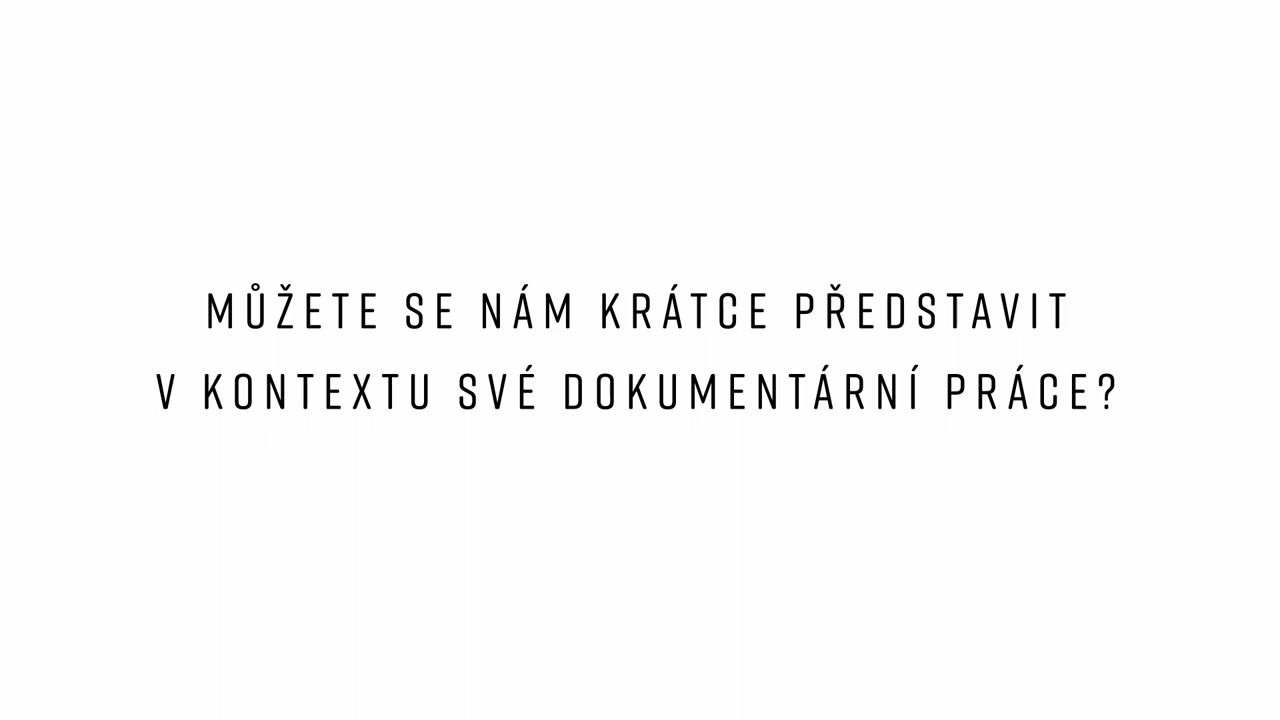 MŮŽETE SE NÁM KRÁTCE PŘEDSTAVIT
V KONTEXTU SVÉ DOKUMENTÁRNÍ PRÁCE?